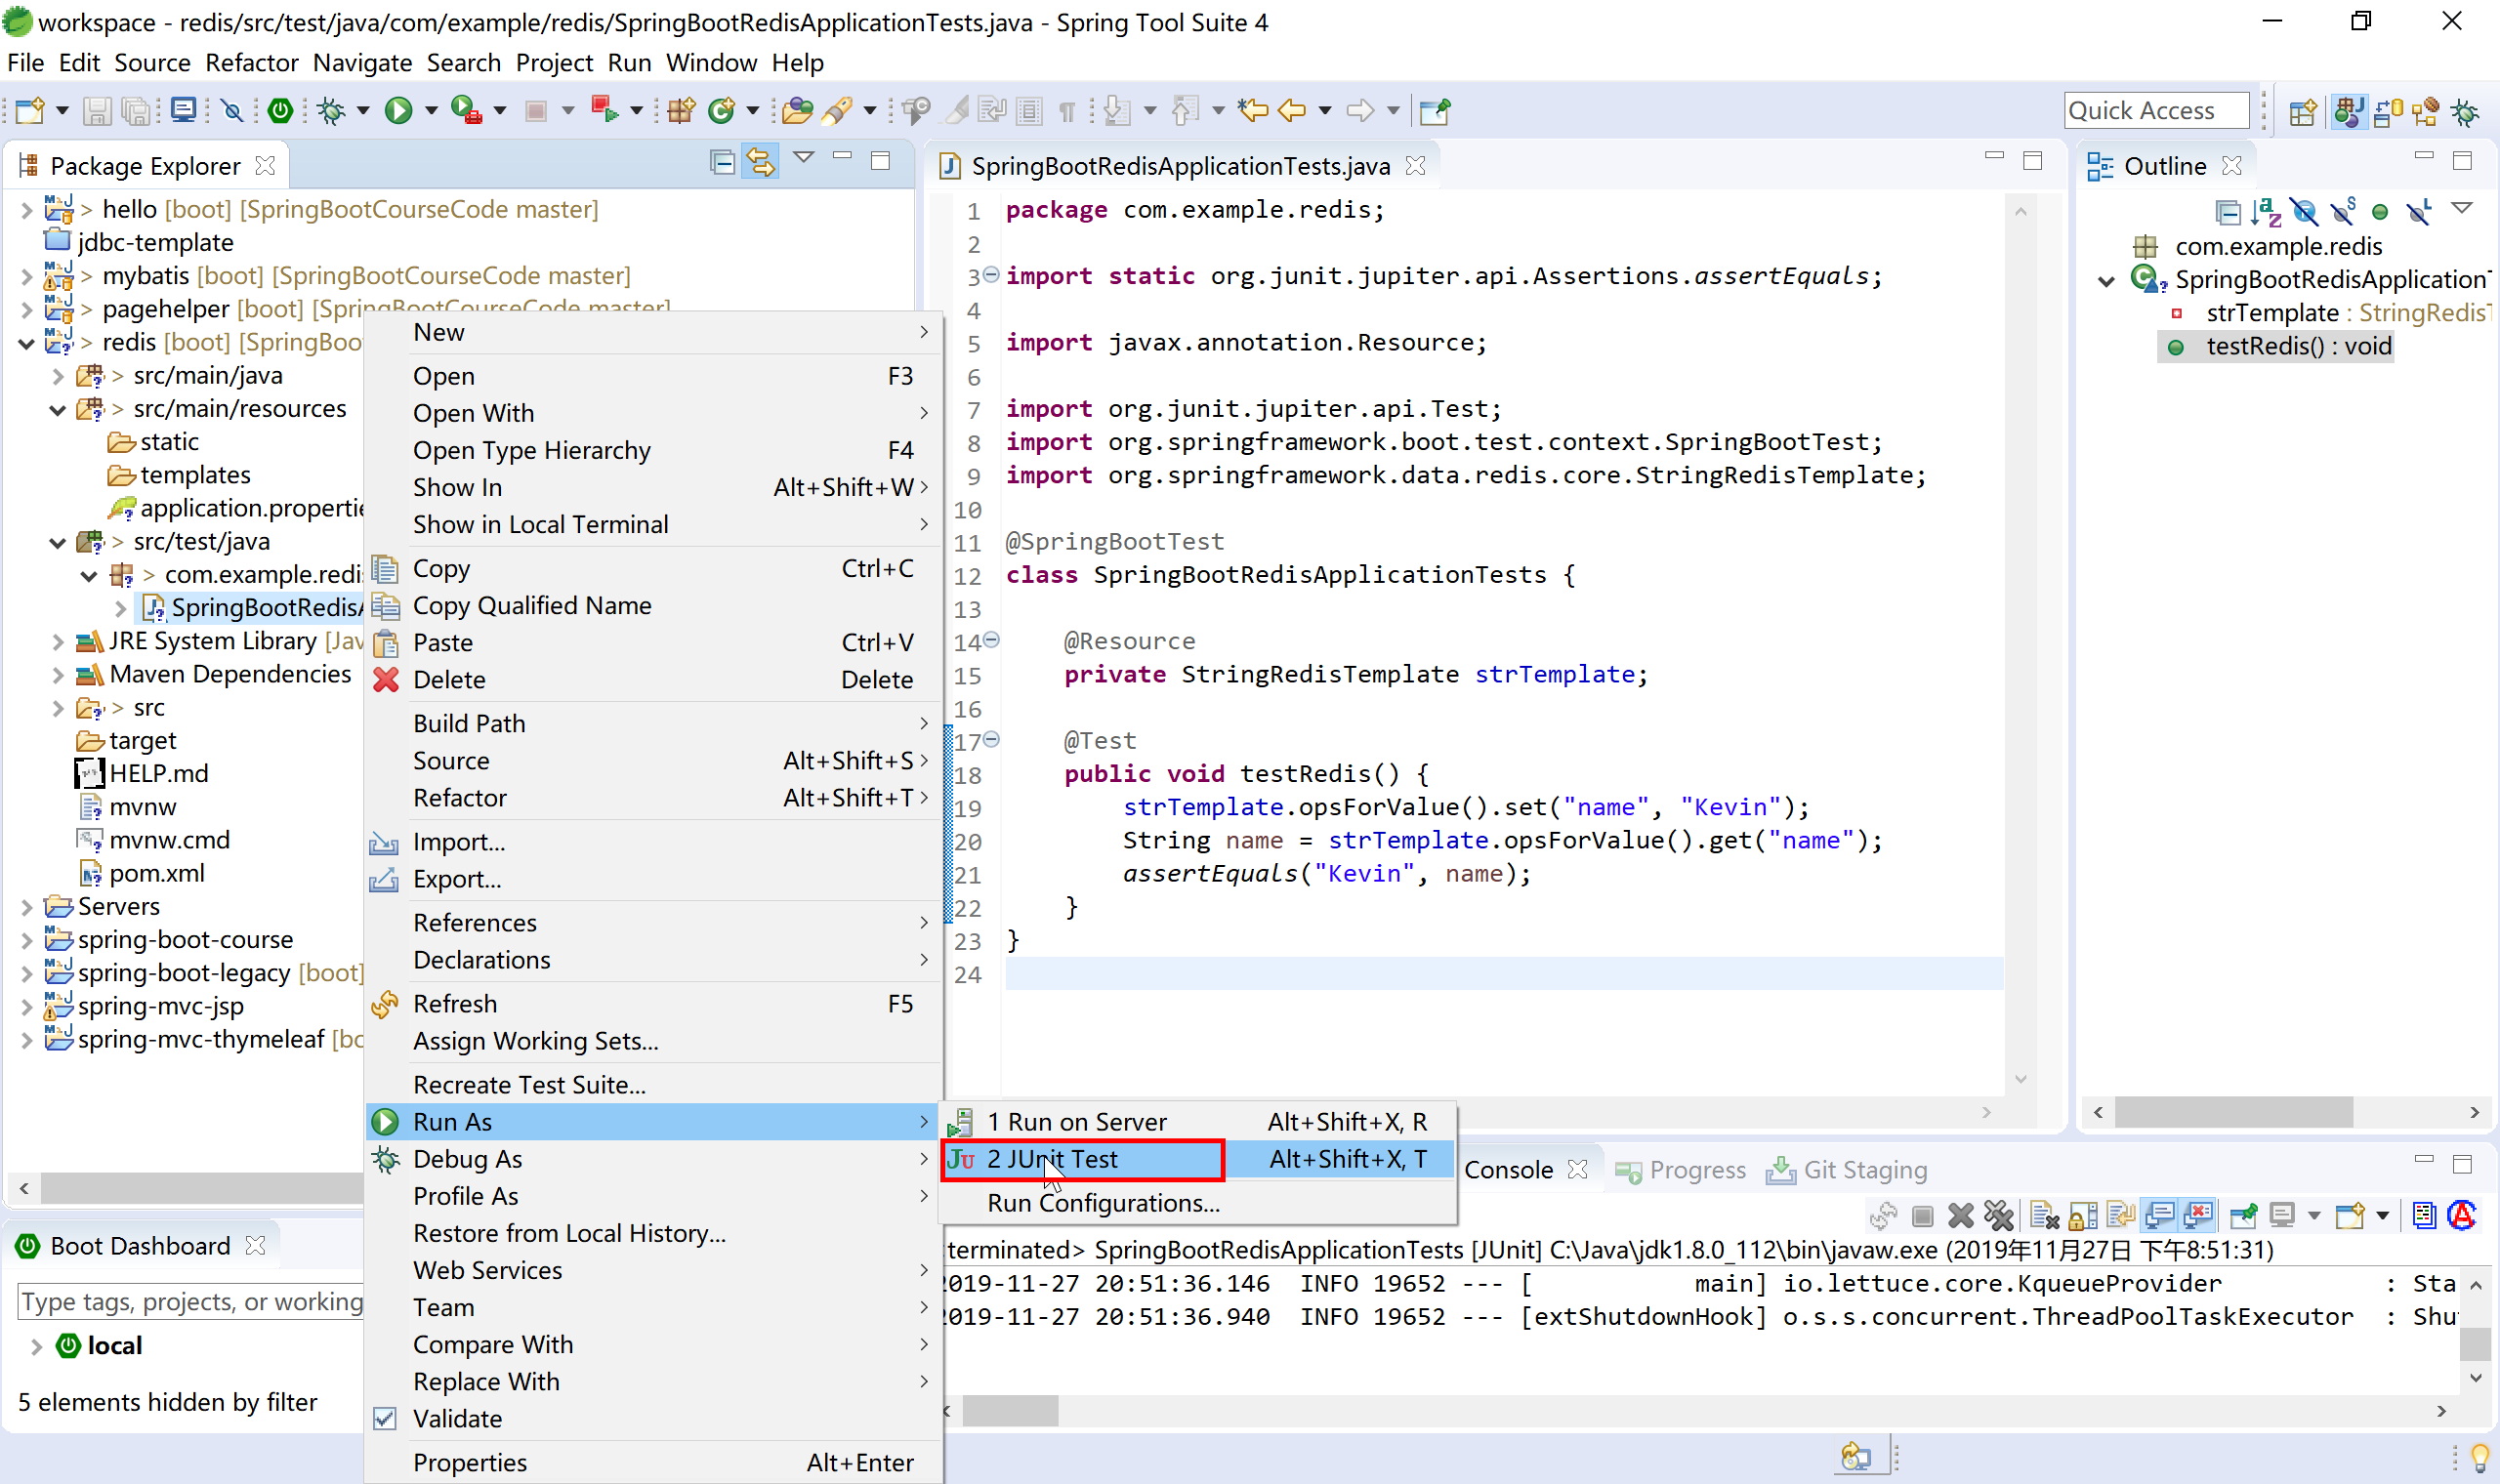 workspace - redis/src/test/java/com/example/redis/SpringBootRedisApplicationTests.java - Spring Tool Suite 4
File Edit Source Refactor Navigate Search Project Run Window Help
Quick Access
Package Explorer
> hello [boot] [SpringBootCourseCode master]
jdbc-template
> mybatis [boot] [SpringBootCourseCode master]
> pagehelper [boot] [SpringBootCourseCode master]
> redis [boot] [SpringBoo
> src/main/java
> src/main/resources
static
templates
application.propertie
> src/test/java
> com.example.redi
SpringBootRedisA
JRE System Library [Jav
Maven Dependencies
> src
target
HELP.md
mvnw
mvnw.cmd
pom.xml
Servers
spring-boot-course
spring-boot-legacy [boot]
spring-mvc-jsp
spring-mvc-thymeleaf [bo
Boot Dashboard
Type tags, projects, or working
local
5 elements hidden by filter
New
Open F3
Open With
Open Type Hierarchy F4
Show In Alt+Shift+W
Show in Local Terminal
Copy Ctrl+C
Copy Qualified Name
Paste Ctrl+V
Delete Delete
Build Path
Source Alt+Shift+S
Refactor Alt+Shift+T
Import...
Export...
References
Declarations
Refresh F5
Assign Working Sets...
Recreate Test Suite...
Run As
Debug As
Profile As
Restore from Local History...
Web Services
Team
Compare With
Replace With
Validate
Properties Alt+Enter
1 Run on Server Alt+Shift+X, R
2 JUnit Test Alt+Shift+X, T
Run Configurations...
SpringBootRedisApplicationTests.java
1 package com.example.redis;
2
3 import static org.junit.jupiter.api.Assertions.assertEquals;
4
5 import javax.annotation.Resource;
6
7 import org.junit.jupiter.api.Test;
8 import org.springframework.boot.test.context.SpringBootTest;
9 import org.springframework.data.redis.core.StringRedisTemplate;
10
11 @SpringBootTest
12 class SpringBootRedisApplicationTests {
13
14 @Resource
15 private StringRedisTemplate strTemplate;
16
17 @Test
18 public void testRedis() {
19 strTemplate.opsForValue().set("name", "Kevin");
20 String name = strTemplate.opsForValue().get("name");
21 assertEquals("Kevin", name);
22 }
23 }
24
Outline
com.example.redis
SpringBootRedisApplication
strTemplate : StringRedisT
testRedis() : void
Console Progress Git Staging
terminated> SpringBootRedisApplicationTests [JUnit] C:\Java\jdk1.8.0_112\bin\javaw.exe (2019年11月27日 下午8:51:31)
2019-11-27 20:51:36.146 INFO 19652 --- [ main] io.lettuce.core.KqueueProvider : Sta
2019-11-27 20:51:36.940 INFO 19652 --- [extShutdownHook] o.s.s.concurrent.ThreadPoolTaskExecutor : Shu